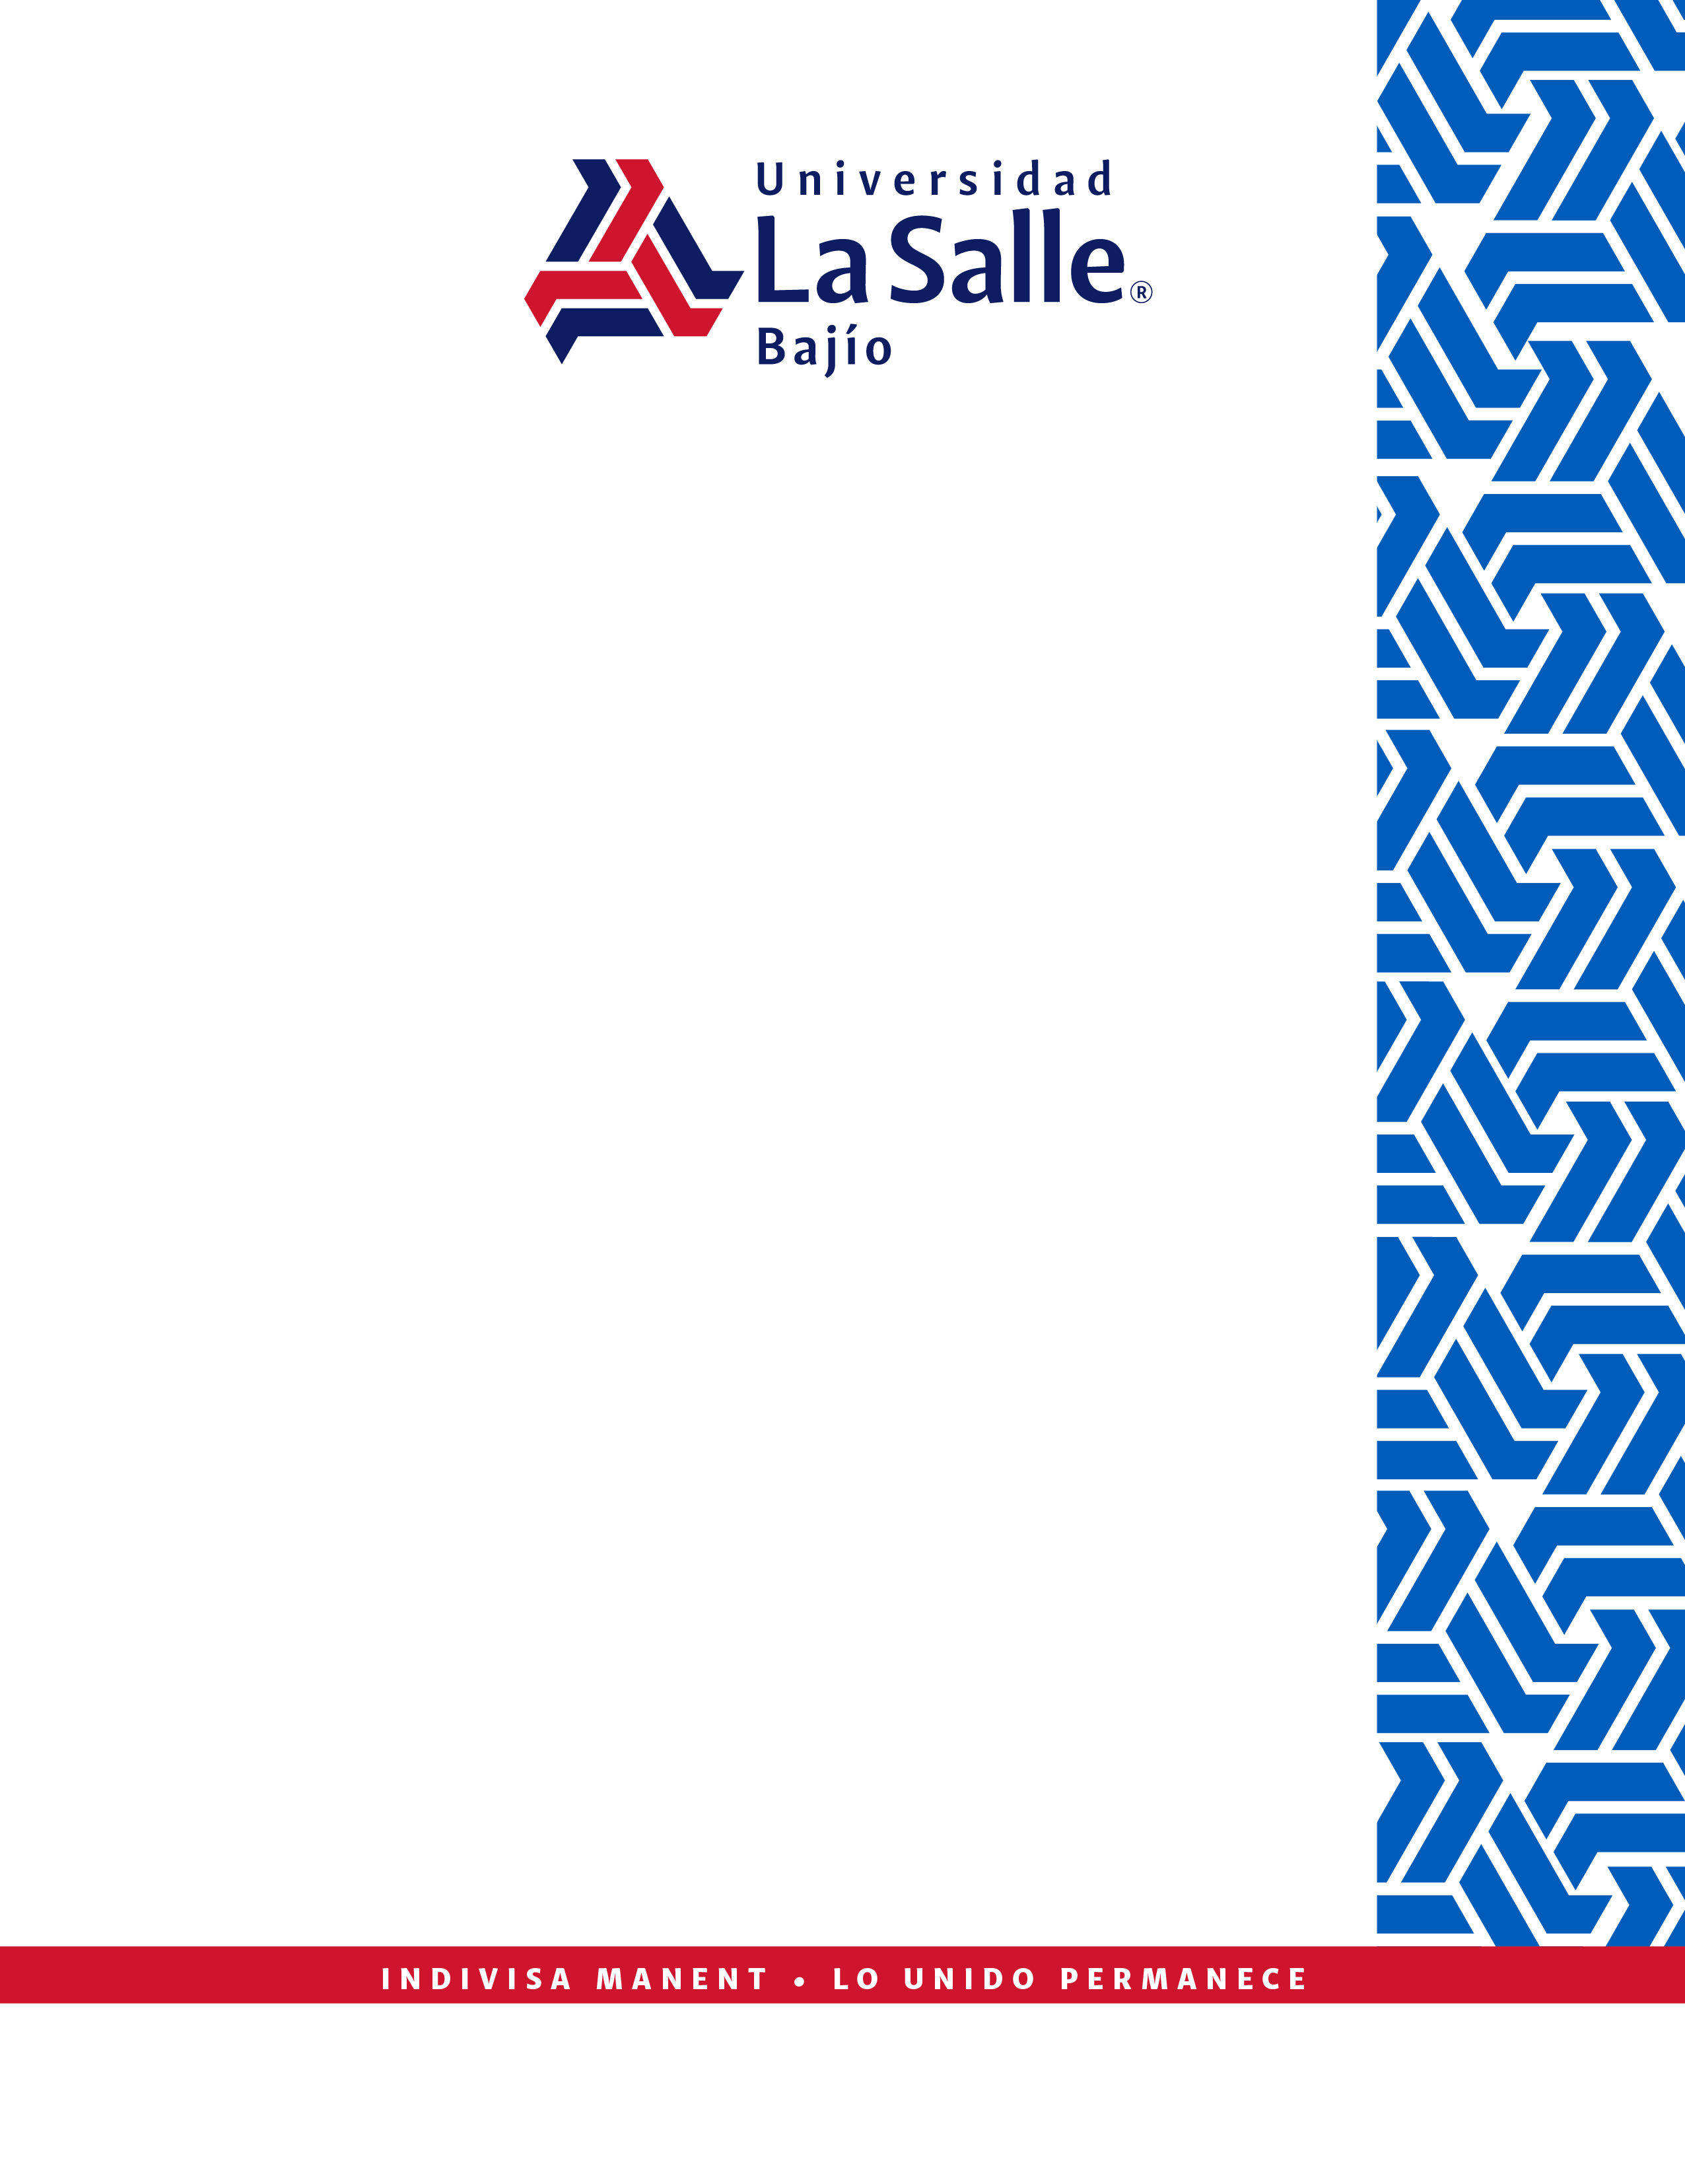 Universidad
La Salle®
Bajío
INDIVISA MANENT • LO UNIDO PERMANECE